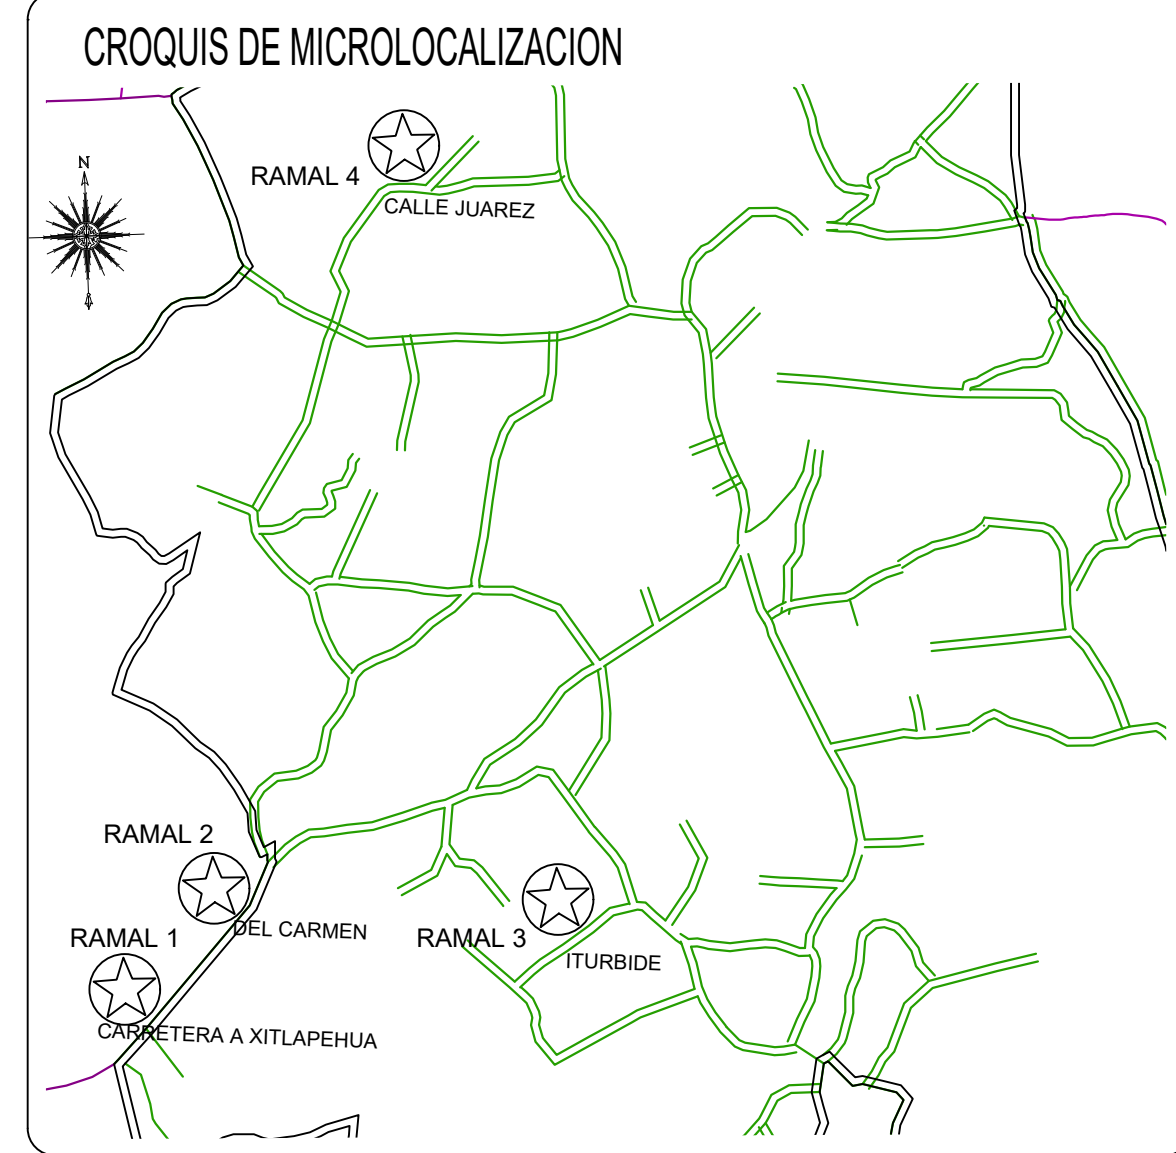 CROQUIS DE MICROLOCALIZACION
N
RAMAL 4
CALLE JUAREZ
RAMAL 2
DEL CARMEN
RAMAL 1
RAMAL 3
ITURBIDE
CARRETERA A XITLAPEHUA